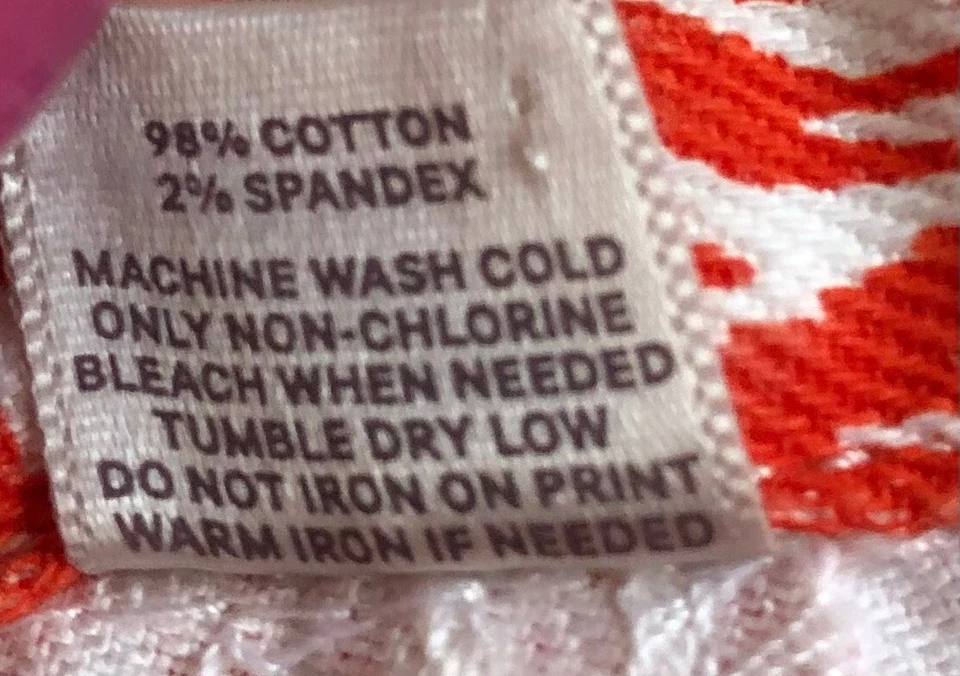 98% COTTON
2% SPANDEX
MACHINE WASH COLD
ONLY NON-CHLORINE
BLEACH WHEN NEEDED
TUMBLE DRY LOW
DO NOT IRON ON PRINT
WARM IRON IF NEEDED